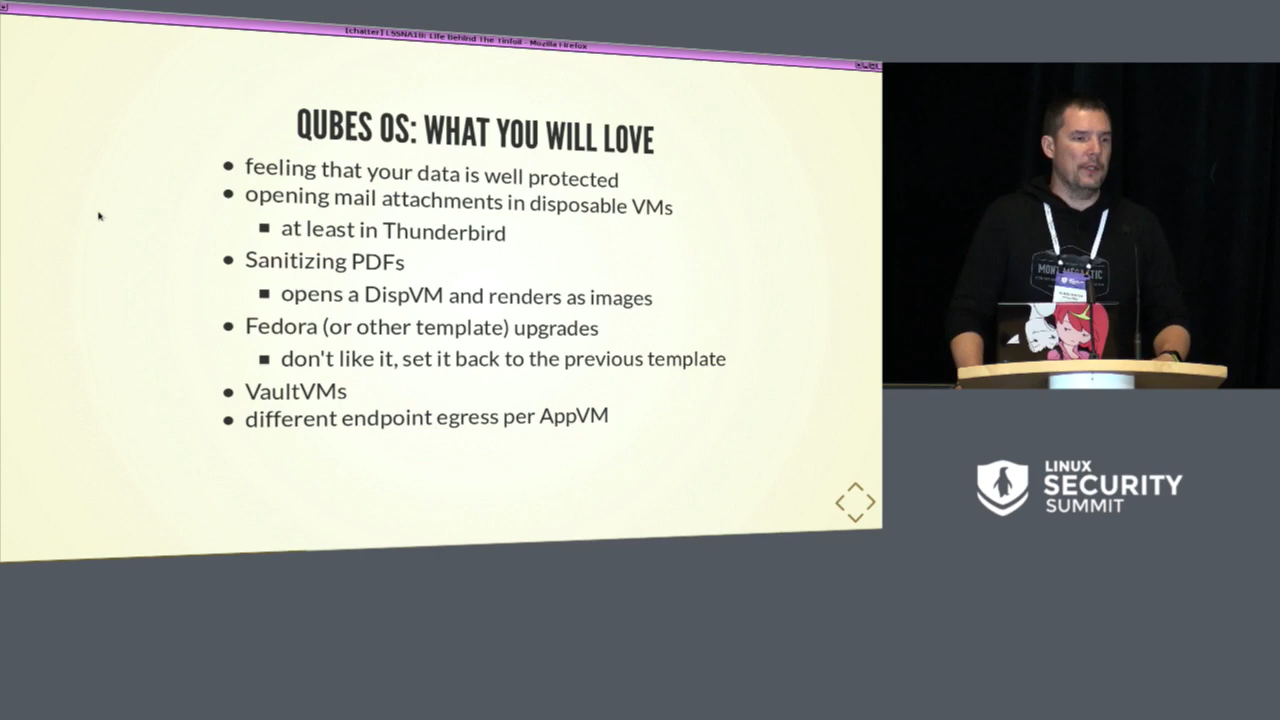 [chatter] LSSNA18: Life Behind The Tinfoil - Mozilla Firefox
QUBES OS: WHAT YOU WILL LOVE
feeling that your data is well protected
opening mail attachments in disposable VMs
at least in Thunderbird
Sanitizing PDFs
opens a DispVM and renders as images
Fedora (or other template) upgrades
don't like it, set it back to the previous template
VaultVMs
different endpoint egress per AppVM
LINUX
SECURITY
SUMMIT